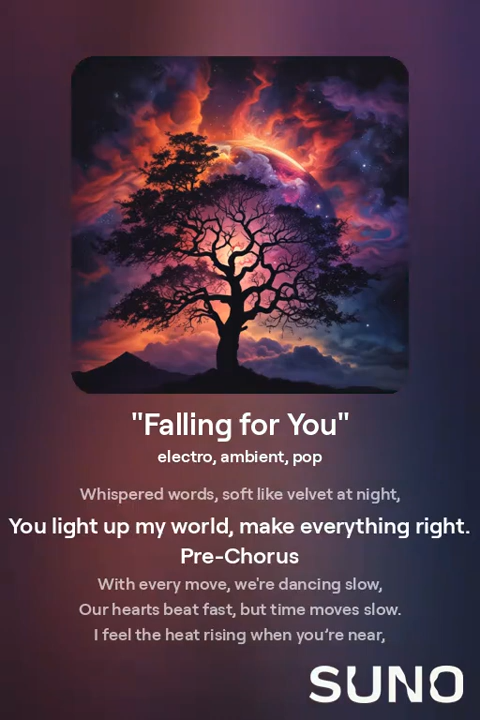 "Falling for You"
electro, ambient, pop
Whispered words, soft like velvet at night,
You light up my world, make everything right.
Pre-Chorus
With every move, we're dancing slow,
Our hearts beat fast, but time moves slow.
I feel the heat rising when you’re near,
SUNO